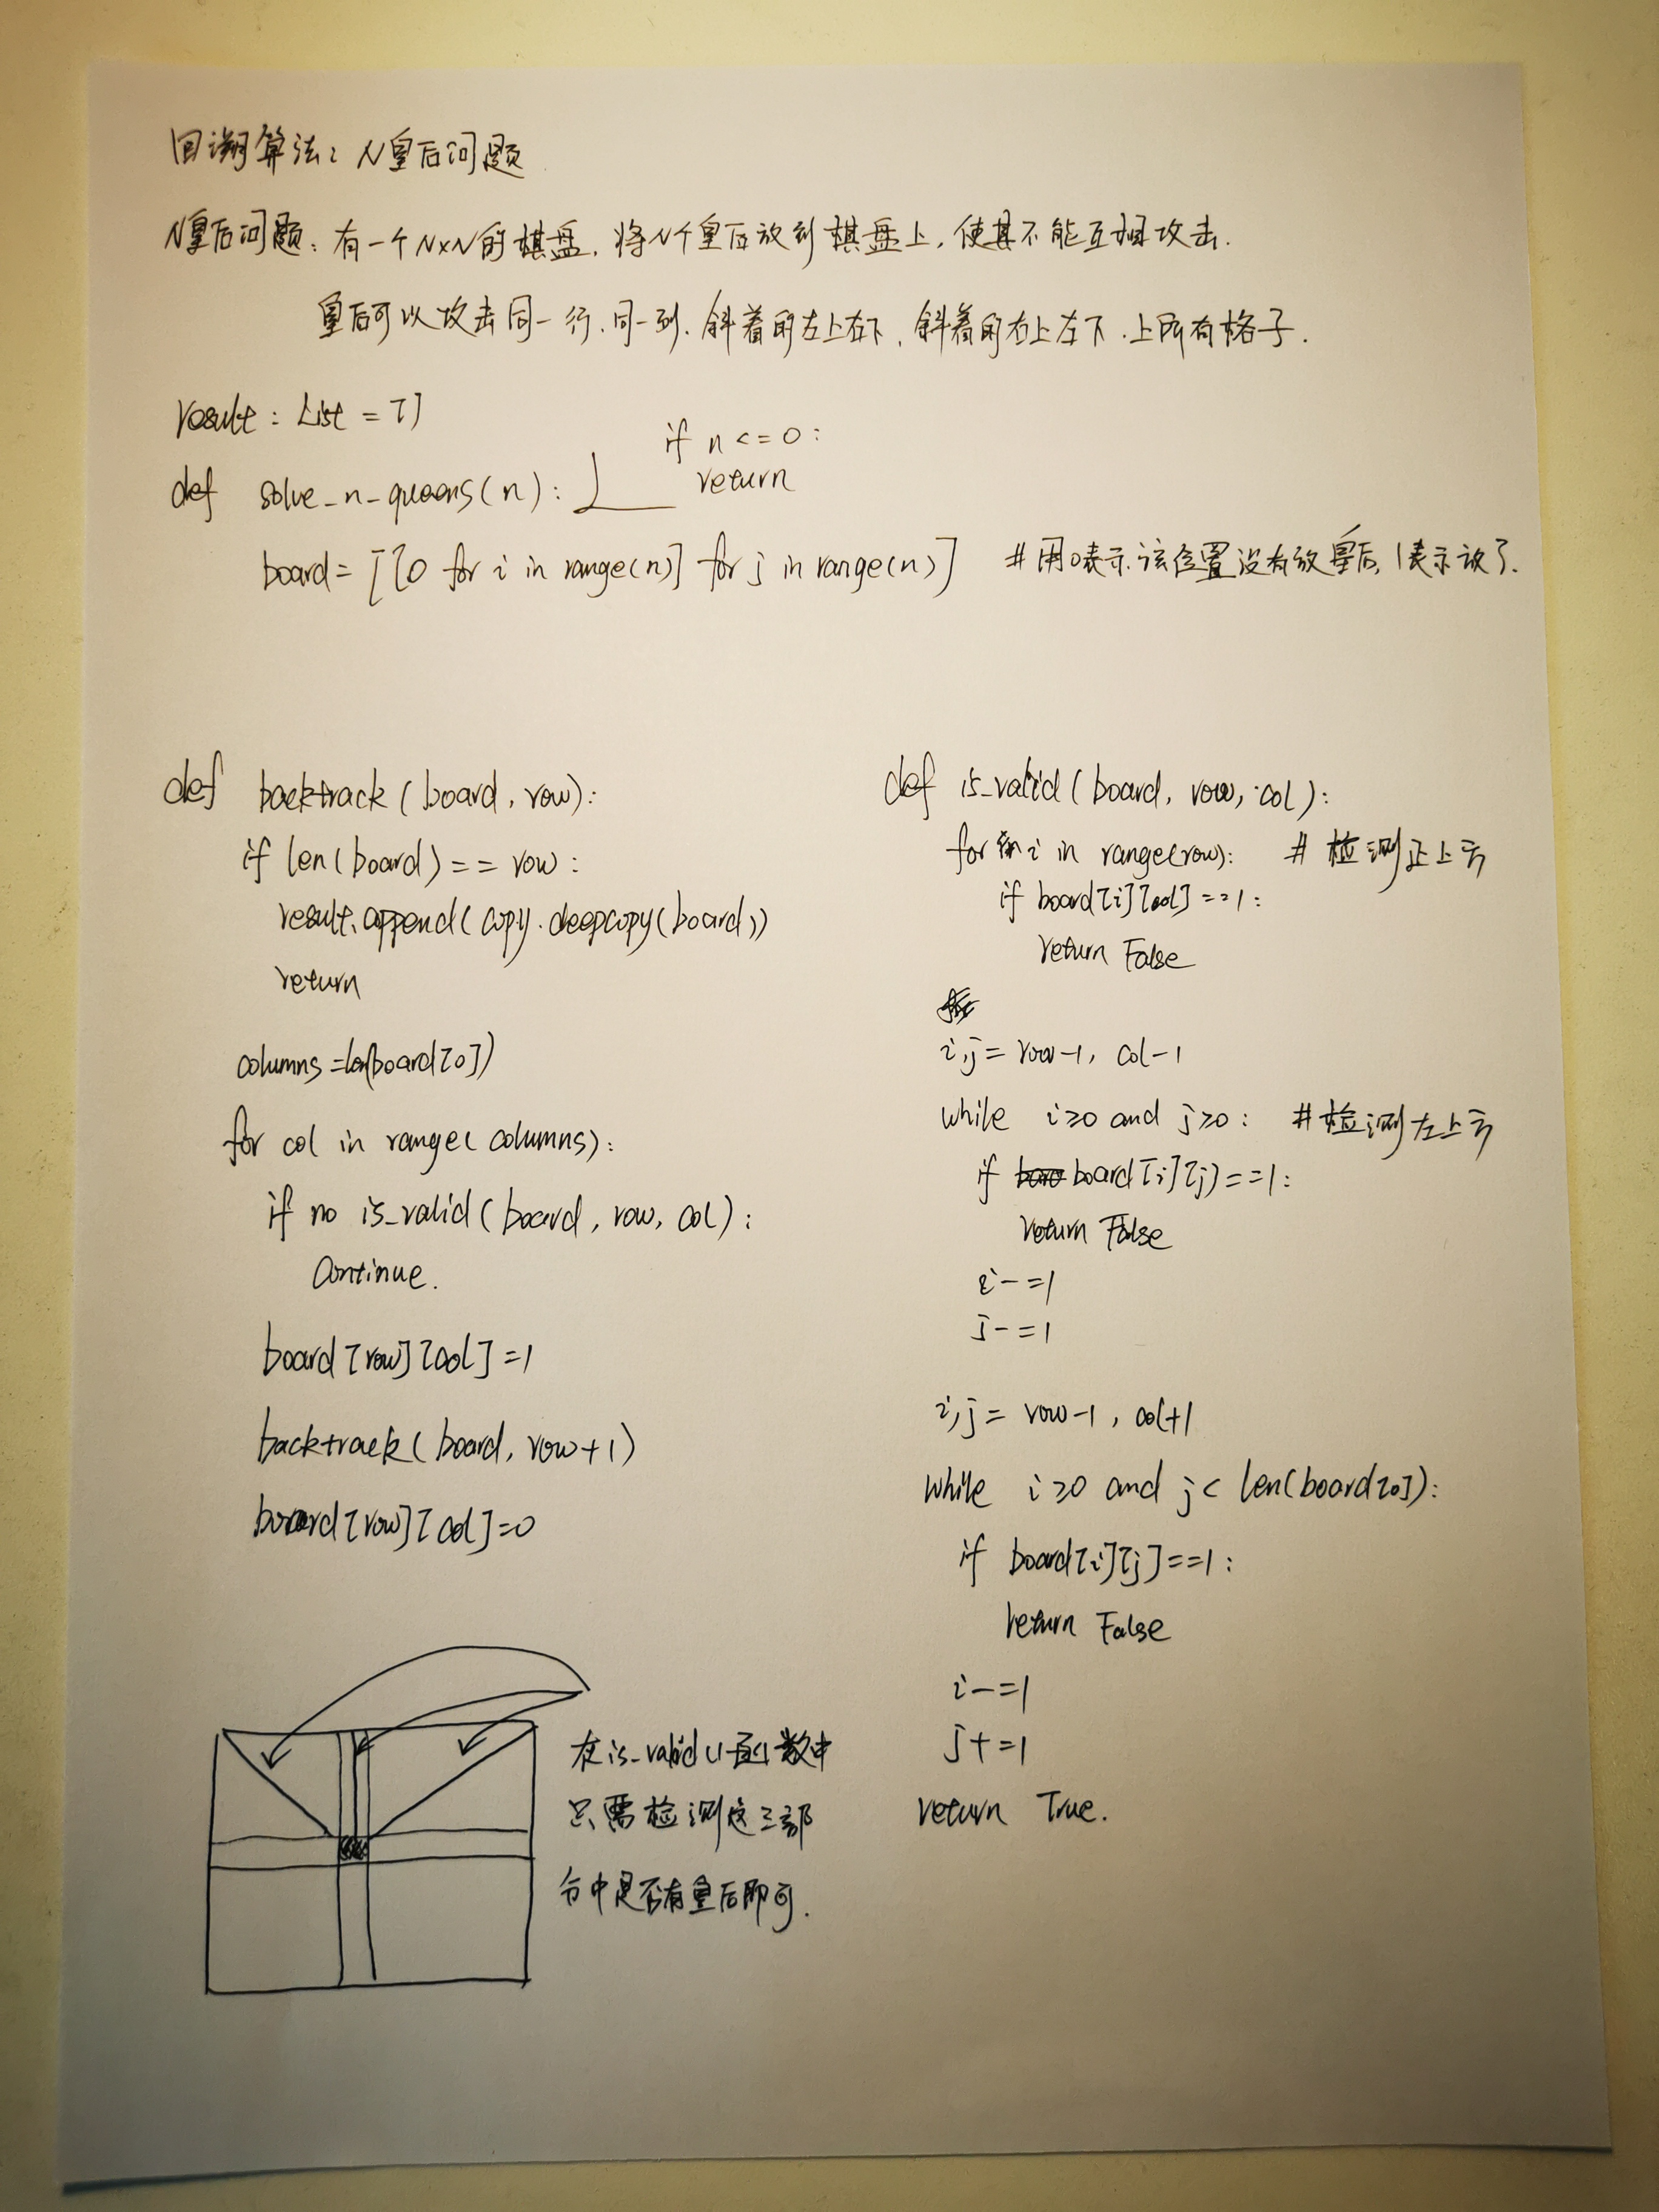 回溯算法：N皇后问题
N皇后问题：有一个N×N的棋盘，将N个皇后放到棋盘上，使其不能互相攻击.
皇后可以攻击同一行、同一列、斜着的左上右下、斜着的右上左下、上所有格子.
result: List = []
if n <= 0:
return
def solve_n_queens(n):
board = [[0 for i in range(n)] for j in range(n)] # 用0表示该位置没有放皇后，1表示放了.
def backtrack(board, row):
if len(board) == row:
result.append(copy.deepcopy(board))
return
columns = len(board[0])
for col in range(columns):
if no is_valid(board, row, col):
continue.
board[row][col] = 1
backtrack(board, row+1)
board[row][col] = 0
在is_valid()函数中
只需检测这三部
分中是否有皇后即可.
def is_valid(board, row, col):
for i in range(row): # 检测正上方
if board[i][col] == 1:
return False
i,j = row-1, col-1
while i≥0 and j≥0: # 检测左上方
if board[i][j] == 1:
return False
i -= 1
j -= 1
i,j = row-1, col+1
while i≥0 and j < len(board[0]):
if board[i][j] == 1:
return False
i -= 1
j += 1
return True.